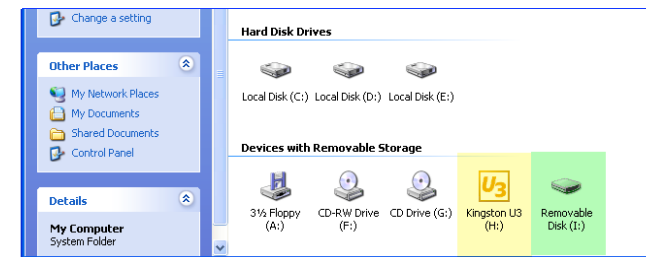 Change a setting
Other Places
My Network Places
My Documents
Shared Documents
Control Panel
Details
My Computer
System Folder
Hard Disk Drives
Local Disk (C:) Local Disk (D:) Local Disk (E:)
Devices with Removable Storage
U3
3½ Floppy (A:)
CD-RW Drive (F:)
CD Drive (G:)
Kingston U3 (H:)
Removable Disk (I:)